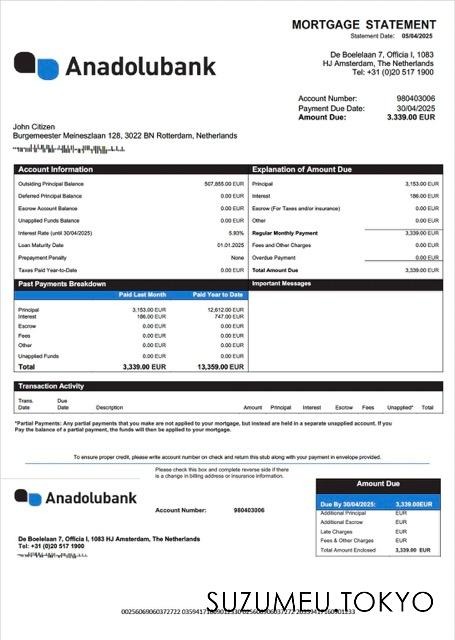 MORTGAGE STATEMENT
Statement Date: 05/04/2025
Anadolubank
De Boelelaan 7, Officia I, 1083
HJ Amsterdam, The Netherlands
Tel: +31 (0)20 517 1900
Account Number: 980403006
Payment Due Date: 30/04/2025
Amount Due: 3.339.00 EUR
John Citizen
Burgemeester Meineszlaan 128, 3022 BN Rotterdam, Netherlands
Account Information
Outsiding Principal Balance 507,855.00 EUR
Deferred Principal Balance 0.00 EUR
Escrow Account Balance 0.00 EUR
Unapplied Funds Balance 0.00 EUR
Interest Rate (until 30/04/2025) 5.93%
Loan Maturity Date 01.01.2025
Prepayment Penalty None
Taxes Paid Year-to-Date 0.00 EUR
Explanation of Amount Due
Principal 3,153.00 EUR
Interest 186.00 EUR
Escrow (For Taxes and/or insurance) 0.00 EUR
Other 0.00 EUR
Regular Monthly Payment 3,339.00 EUR
Fees and Other Charges 0.00 EUR
Overdue Payment 0.00 EUR
Total Amount Due 3,339.00 EUR
Past Payments Breakdown
Paid Last Month Paid Year to Date
Principal 3,153.00 EUR 12,612.00 EUR
Interest 186.00 EUR 747.00 EUR
Escrow 0.00 EUR 0.00 EUR
Fees 0.00 EUR 0.00 EUR
Other 0.00 EUR 0.00 EUR
Unapplied Funds 0.00 EUR 0.00 EUR
Total 3,339.00 EUR 13,359.00 EUR
Important Messages
Transaction Activity
Trans. Date Due Date Description Amount Principal Interest Escrow Fees Unapplied* Total
*Partial Payments: Any partial payments that you make are not applied to your mortgage, but instead are held in a separate unapplied account. If you
Pay the balance of a partial payment, the funds will then be applied to your mortgage.
To ensure proper credit, please write account number on check and return this stub along with your payment in envelope provided.
Please check this box and complete reverse side if there
is a change in billing address or insurance information.
Anadolubank
Account Number: 980403006
De Boelelaan 7, Officia I, 1083 HJ Amsterdam, The Netherlands
Tel: +31 (0)20 517 1900
Amount Due
Due By 30/04/2025: 3,339.00EUR
Additional Principal EUR
Additional Escrow EUR
Late Charges EUR
Fees & Other Charges EUR
Total Amount Enclosed 3,339.00 EUR
SUZUMEU TOKYO